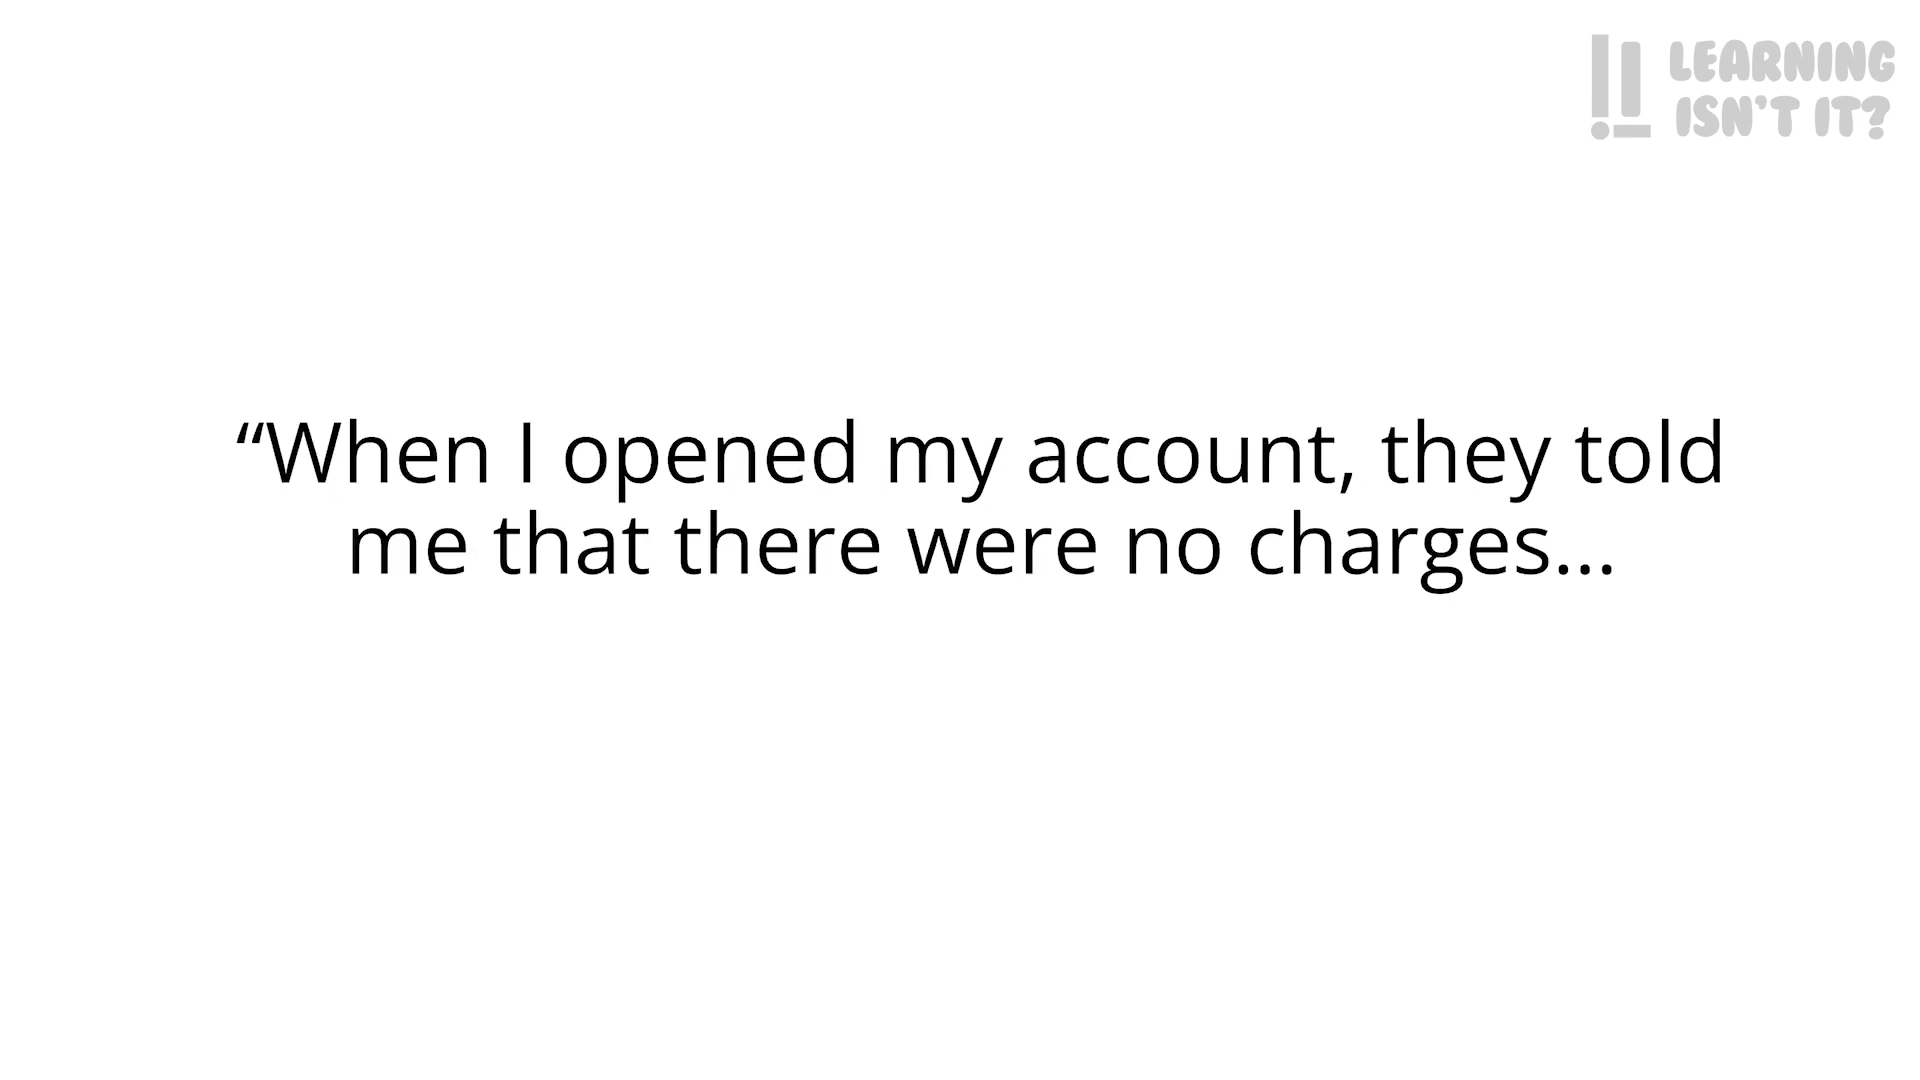 LEARNING
ISN'T IT?
“When I opened my account, they told
me that there were no charges...